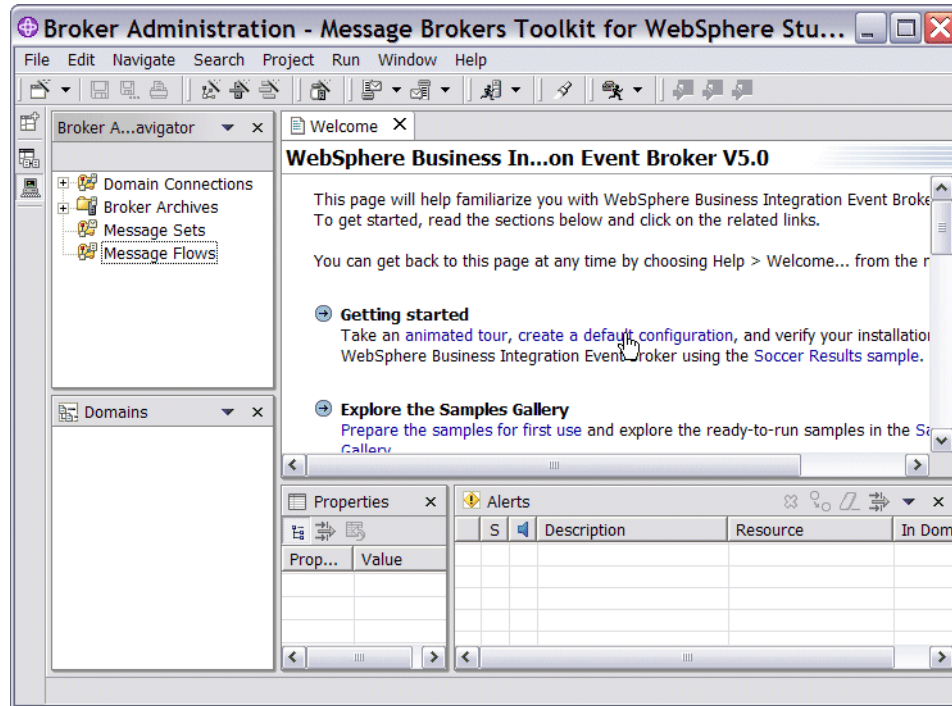 Broker Administration - Message Brokers Toolkit for WebSphere Stu...
File Edit Navigate Search Project Run Window Help
Broker A...avigator
Welcome
WebSphere Business In...on Event Broker V5.0
Domain Connections
Broker Archives
Message Sets
Message Flows
This page will help familiarize you with WebSphere Business Integration Event Broke
To get started, read the sections below and click on the related links.
You can get back to this page at any time by choosing Help > Welcome... from the
Getting started
Take an animated tour, create a default configuration, and verify your installation
WebSphere Business Integration Event Broker using the Soccer Results sample.
Domains
Explore the Samples Gallery
Prepare the samples for first use and explore the ready-to-run samples in the Sa
Gallery
Properties
Alerts
S Description Resource In Dom
Prop... Value